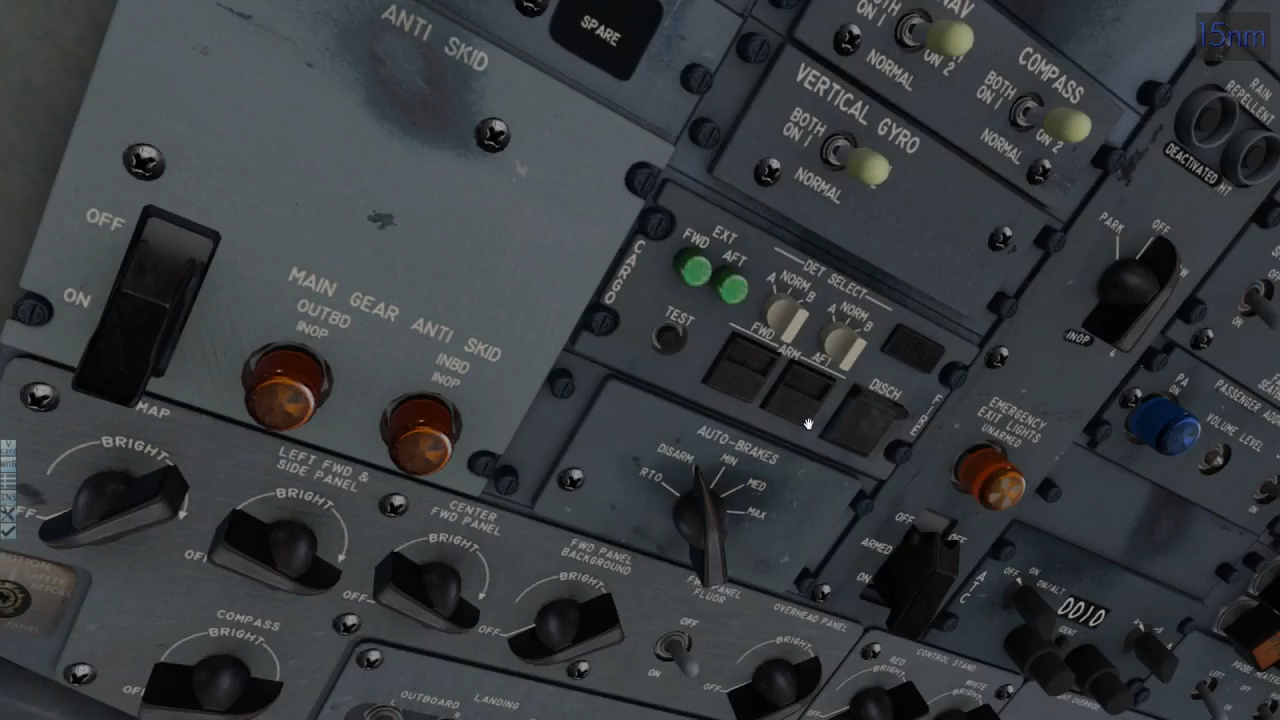 ANTI SKID
SPARE
NAV
BOTH
ON 1
ON 2
NORMAL
COMPASS
BOTH
ON 1
ON 2
NORMAL
VERTICAL GYRO
BOTH
ON 1
NORMAL
15nm
RAIN
REPELLENT
DEACTIVATED
OFF
ON
MAIN GEAR ANTI SKID
OUTBD
INOP
INBD
INOP
CARGO
EXT
FWD
AFT
DET SELECT
NORM
A
B
NORM
A
B
TEST
FWD
ARM
AFT
DISCH
FIRE
PARK
OFF
INOP
PA
ON
PASSENGER
VOLUME LEVEL
EMERGENCY
EXIT LIGHTS
UNARMED
AUTO-BRAKES
DISARM
MIN
RTO
MED
MAX
MAP
BRIGHT
LEFT FWD &
SIDE PANEL
BRIGHT
CENTER
FWD PANEL
BRIGHT
OFF
FWD PANEL
BACKGROUND
BRIGHT
OFF
FLUOR
OFF
ON
OVERHEAD PANEL
BRIGHT
OFF
OFF
ARMED
ON
ATC
OFF
ON
ON/ALT
CONTROL STAND
RED
BRIGHT
WHITE
BRIGHT
COMPASS
BRIGHT
OUTBOARD
LANDING